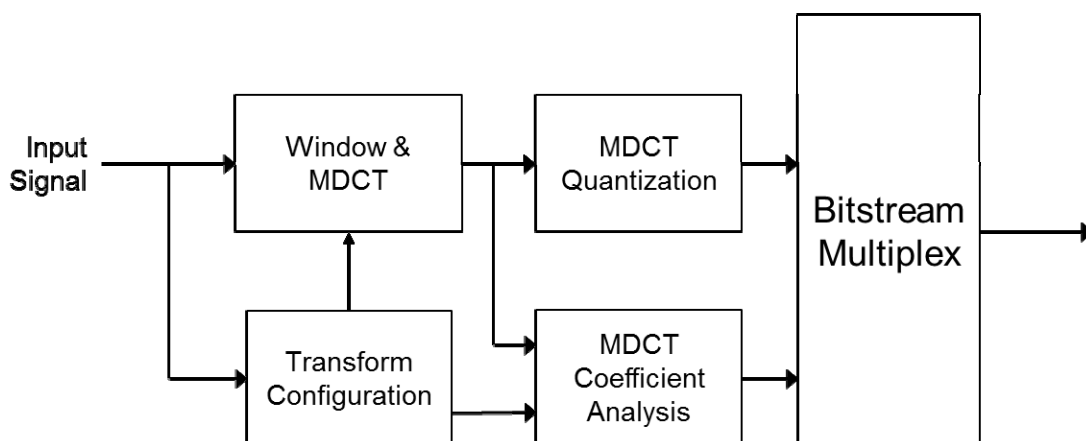 Input
Signal
Window &
MDCT
MDCT
Quantization
Bitstream
Multiplex
Transform
Configuration
MDCT
Coefficient
Analysis